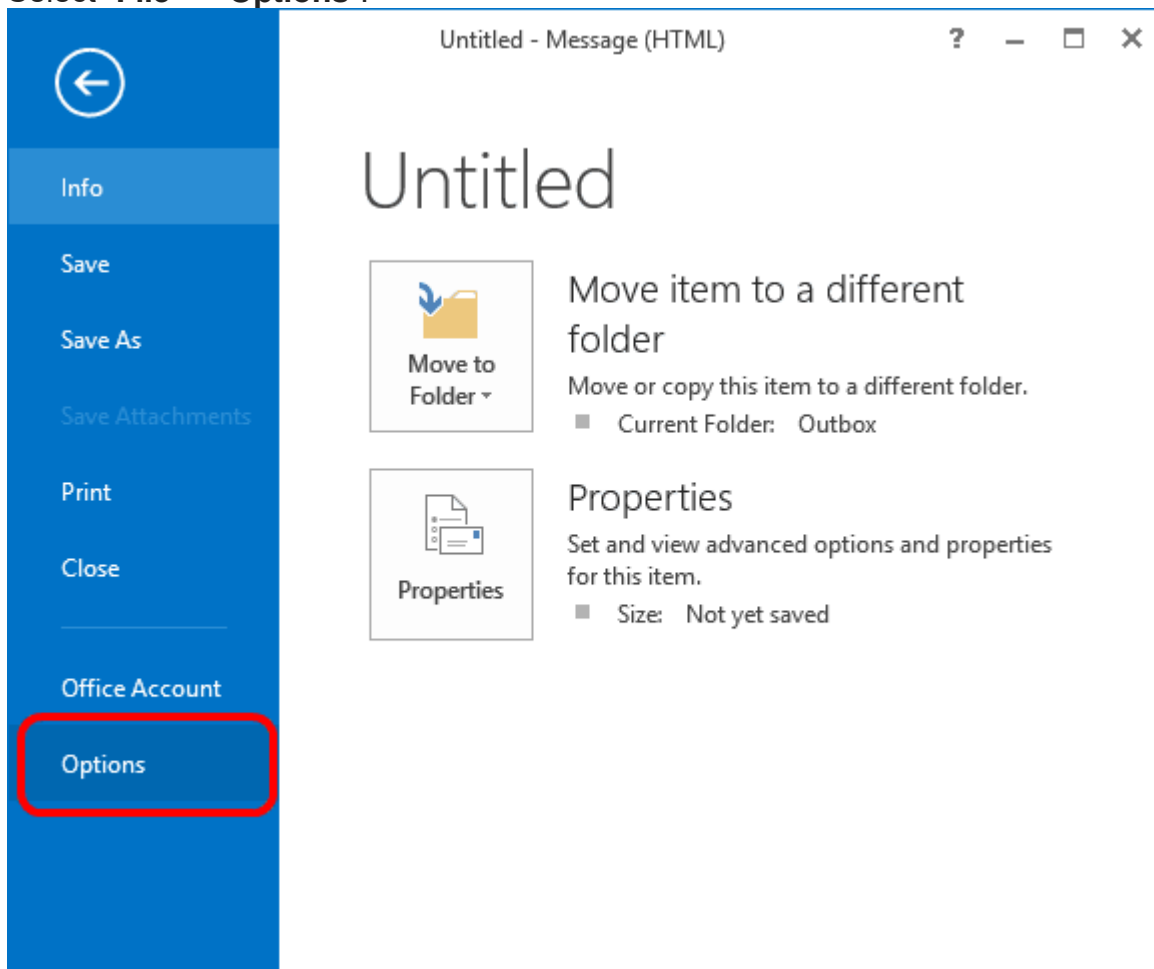 Untitled - Message (HTML)
Info
Save
Save As
Save Attachments
Print
Close
Office Account
Options
Untitled
Move to
Folder
Move item to a different
folder
Move or copy this item to a different folder.
Current Folder: Outbox
Properties
Properties
Set and view advanced options and properties
for this item.
Size: Not yet saved